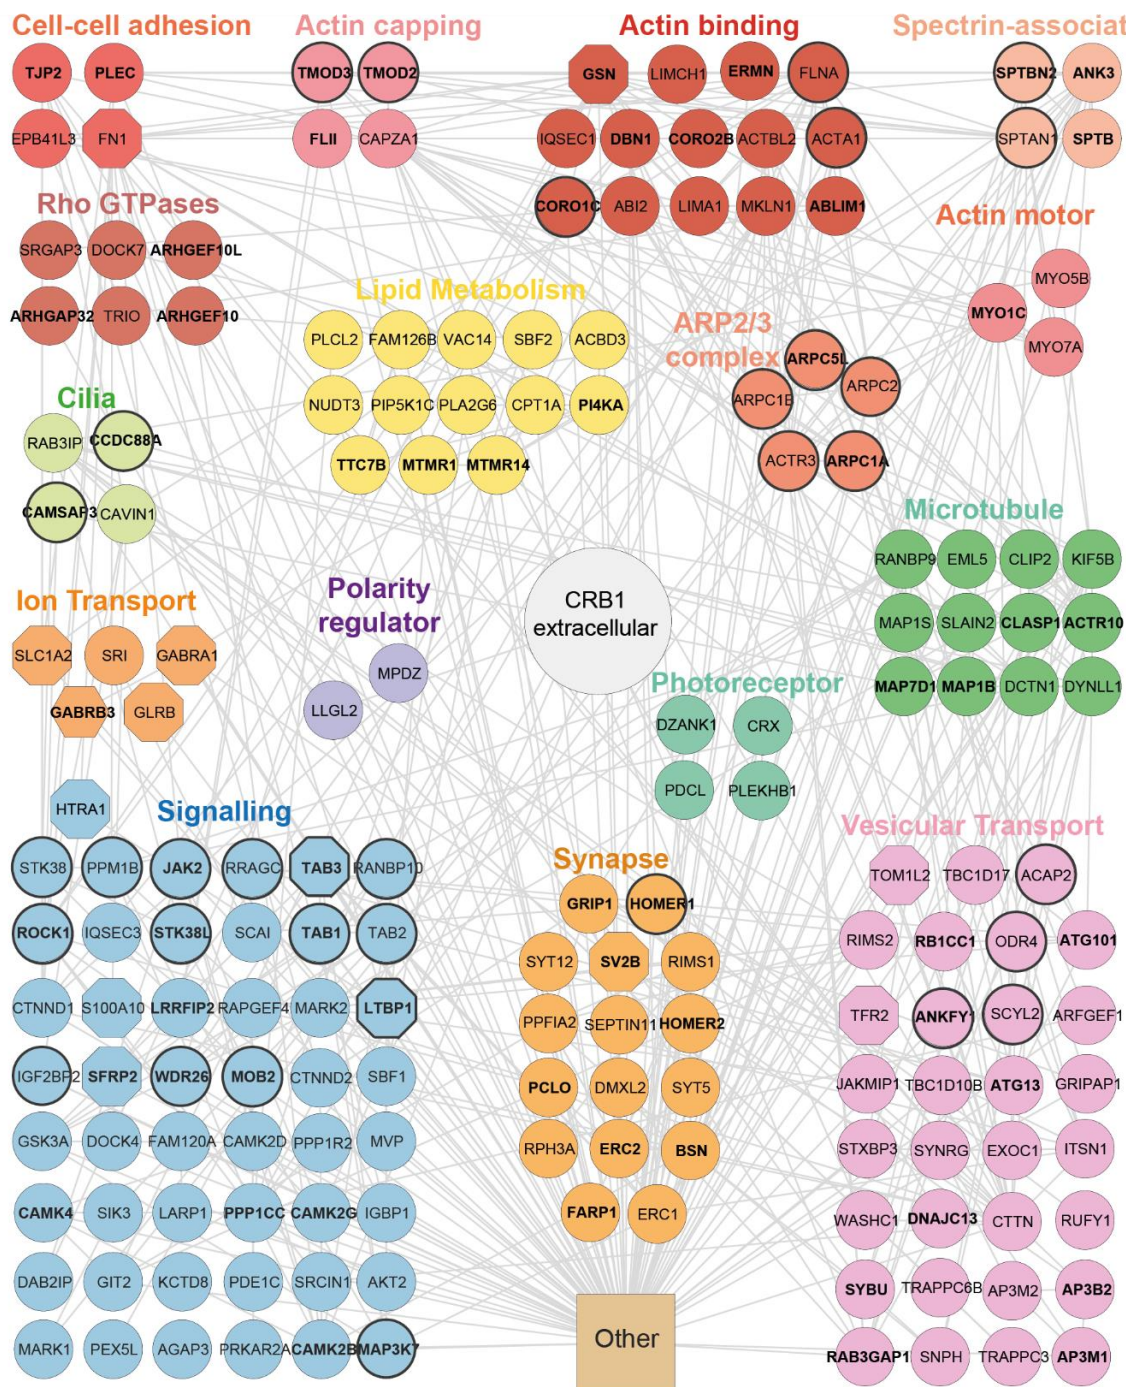 Cell-cell adhesion
TJP2 PLEC
EPB41L3 FN1
Actin capping
TMOD3 TMOD2
FLII CAPZA1
Actin binding
GSN LIMCH1 ERMN FLNA
IQSEC1 DBN1 CORO2B ACTBL2 ACTA1
CORO1C ABI2 LIMA1 MKLN1 ABLIM1
Spectrin-associat
SPTBN2 ANK3
SPTAN1 SPTB
Rho GTPases
SRGAP3 DOCK7 ARHGEF10L
ARHGAP32 TRIO ARHGEF10
Actin motor
MYO5B
MYO1C
MYO7A
Lipid Metabolism
PLCL2 FAM126B VAC14 SBF2 ACBD3
NUDT3 PIP5K1C PLA2G6 CPT1A PI4KA
TTC7B MTMR1 MTMR14
ARP2/3
complex
ARPC5L
ARPC1B ARPC2
ACTR3 ARPC1A
Cilia
RAB3IP CCDC88A
CAMSAP3 CAVIN1
Microtubule
RANBP9 EML5 CLIP2 KIF5B
MAP1S SLAIN2 CLASP1 ACTR10
MAP7D1 MAP1B DCTN1 DYNLL1
CRB1
extracellular
Polarity
regulator
MPDZ
LLGL2
Ion Transport
SLC1A2 SRI GABRA1
GABRB3 GLRB
Photoreceptor
DZANK1 CRX
PDCL PLEKHB1
Signalling
HTRA1
STK38 PPM1B JAK2 RRAGC TAB3 RANBP10
ROCK1 IQSEC3 STK38L SCAI TAB1 TAB2
CTNND1 S100A10 LRRFIP2 RAPGEF4 MARK2 LTBP1
IGF2BP2 SFRP2 WDR26 MOB2 CTNND2 SBF1
GSK3A DOCK4 FAM120A CAMK2D PPP1R2 MVP
CAMK4 SIK3 LARP1 PPP1CC CAMK2G IGBP1
DAB2IP GIT2 KCTD8 PDE1C SRCIN1 AKT2
MARK1 PEX5L AGAP3 PRKAR2A CAMK2B MAP3K7
Synapse
GRIP1 HOMER1
SYT12 SV2B RIMS1
PPFIA2 SEPTIN11 HOMER2
PCLO DMXL2 SYT5
RPH3A ERC2 BSN
FARP1 ERC1
Other
Vesicular Transport
TOM1L2 TBC1D17 ACAP2
RIMS2 RB1CC1 ODR4 ATG101
TFR2 ANKFY1 SCYL2 ARFGEF1
JAKMIP1 TBC1D10B ATG13 GRIPAP1
STXBP3 SYNRG EXOC1 ITSN1
WASHC1 DNAJC13 CTTN RUFY1
SYBU TRAPPC6B AP3M2 AP3B2
RAB3GAP1 SNPH TRAPPC3 AP3M1